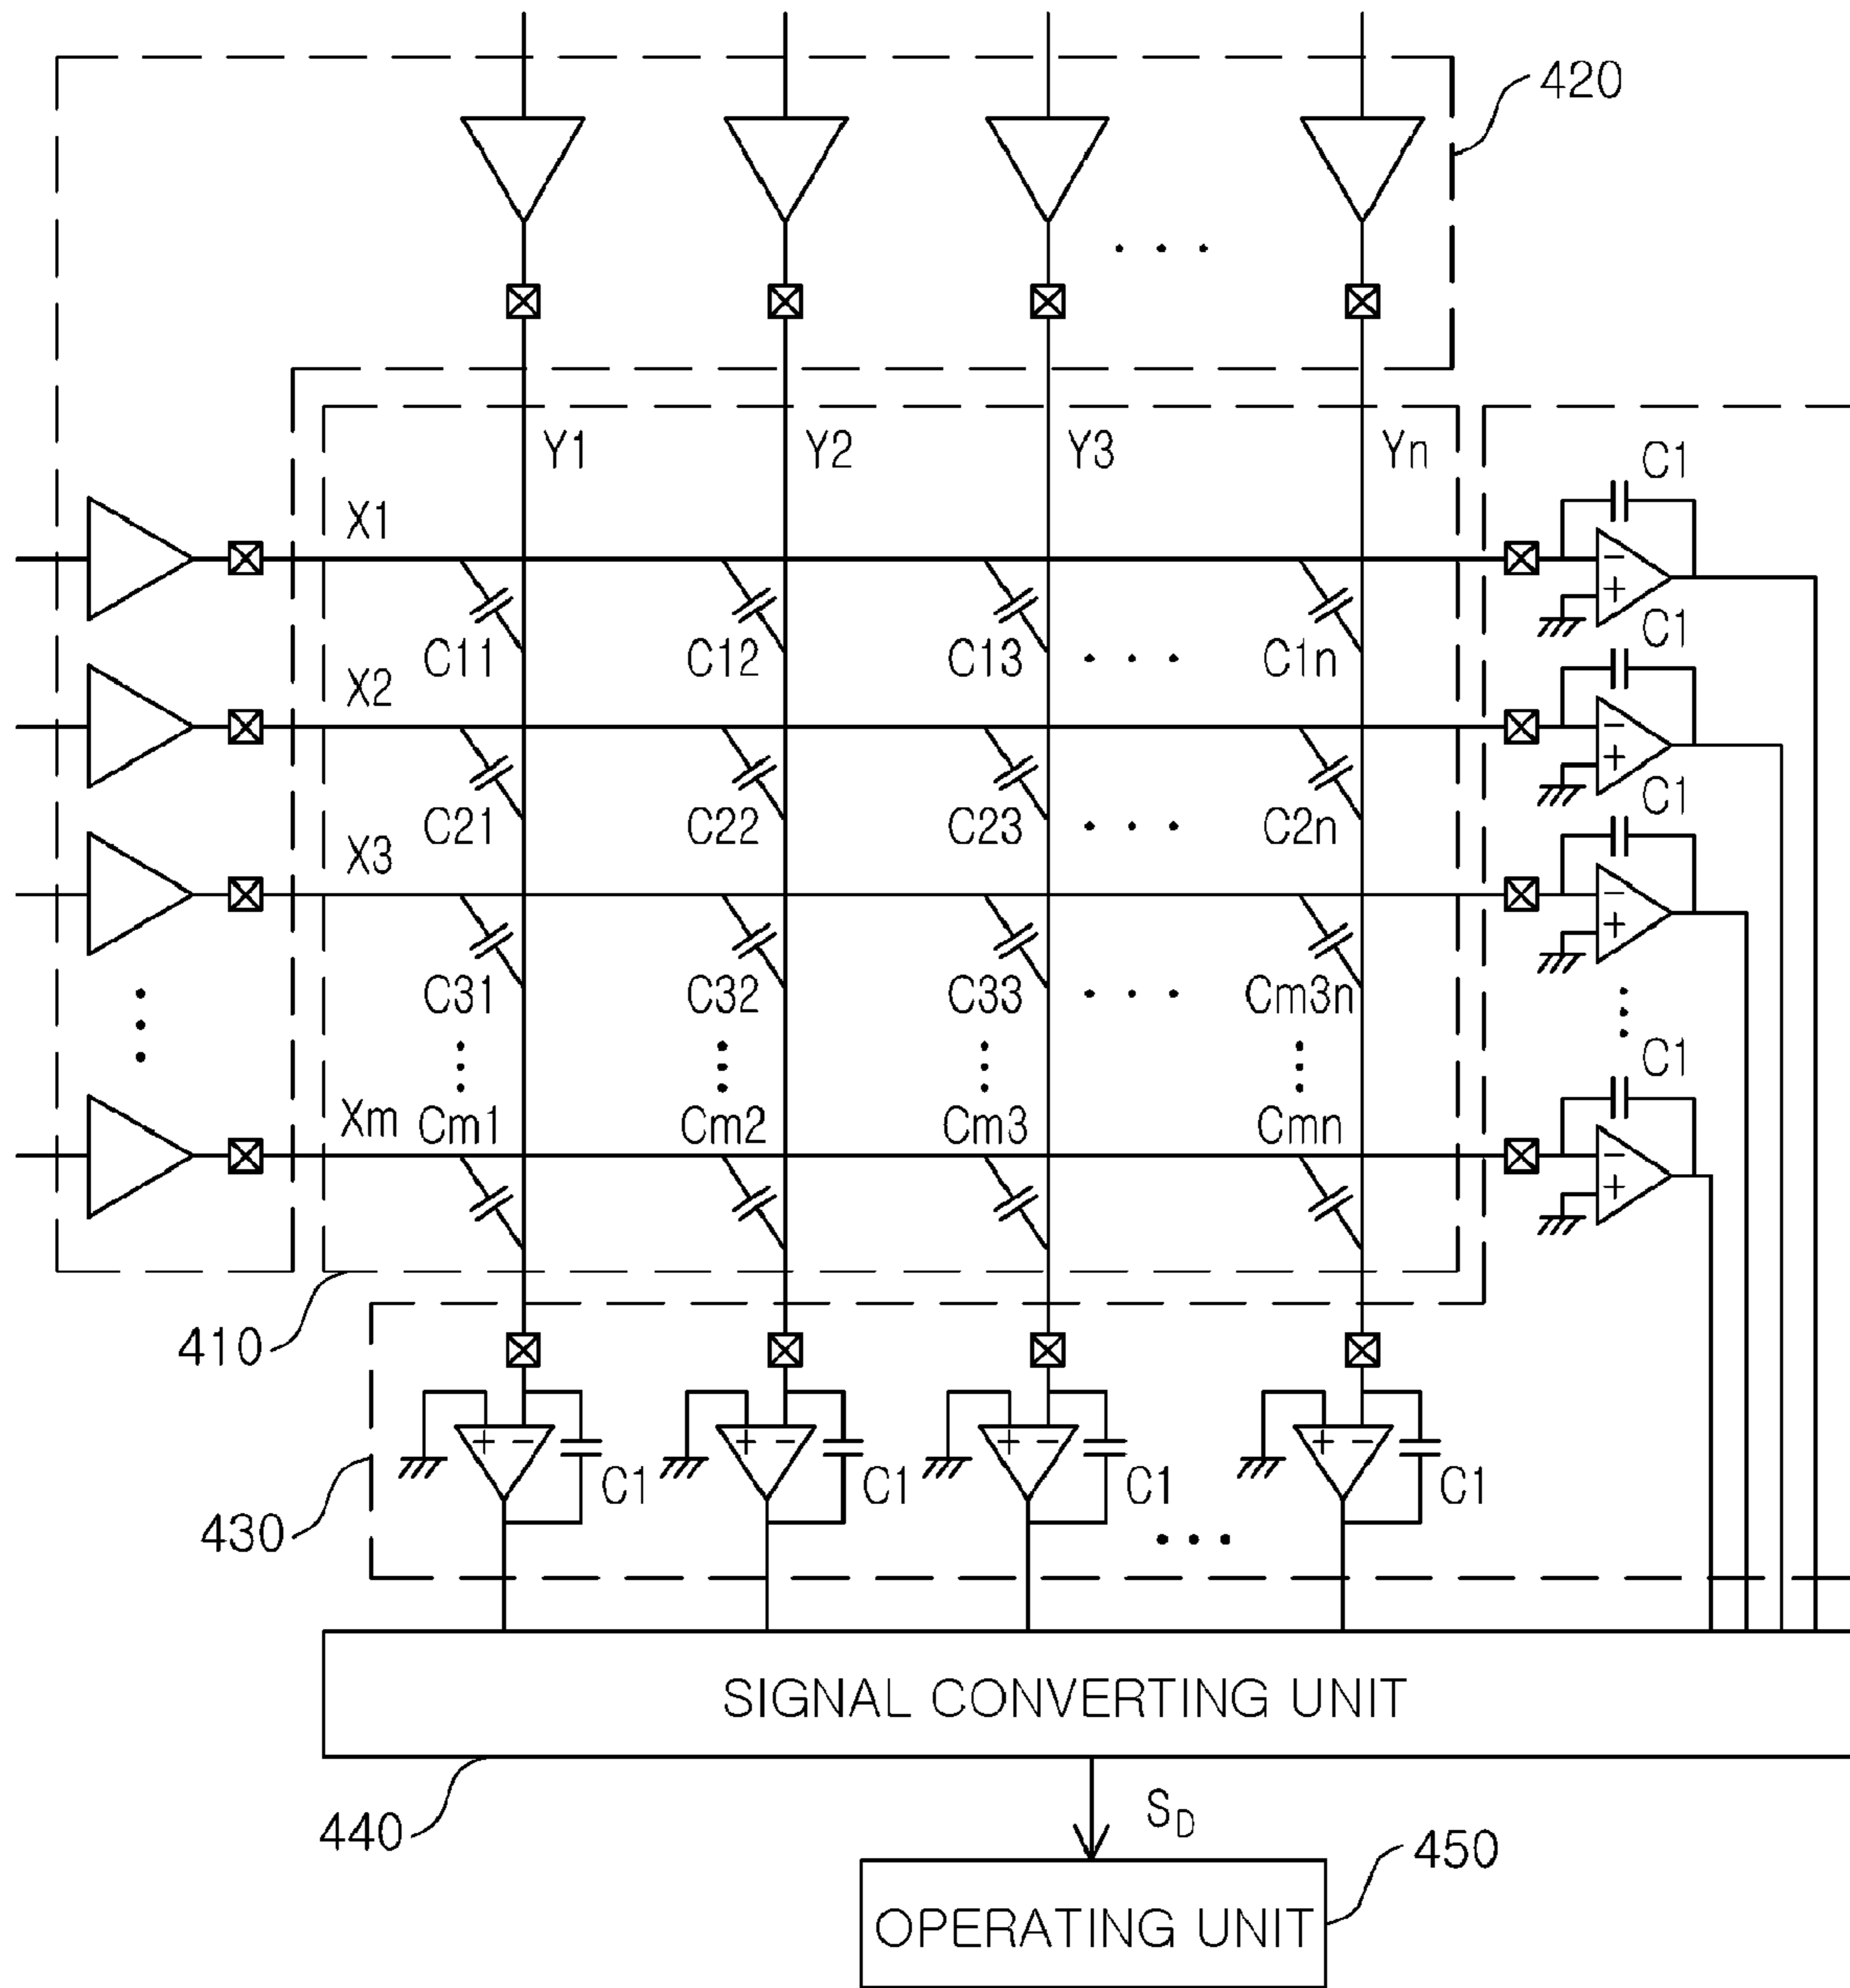 420
Y1 Y2 Y3 Yn
C1
X1
− +
C11 C12 C13 C1n
C1
X2
− +
C21 C22 C23 C2n
C1
X3
− +
C31 C32 C33 Cm3n
C1
Xm Cm1 Cm2 Cm3 Cmn
− +
410
+ − + − + − + −
C1 C1 C1 C1
430
SIGNAL CONVERTING UNIT
440
SD
450
OPERATING UNIT